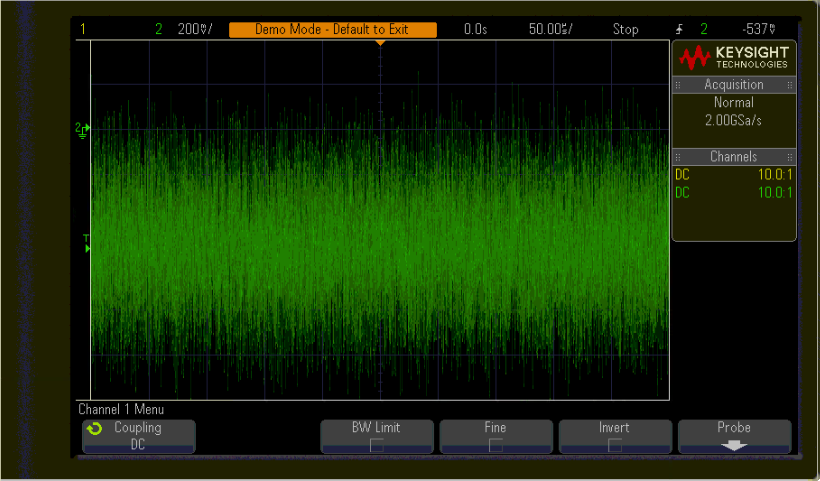 1 2 200mV/ Demo Mode - Default to Exit 0.0s 50.00µs/ Stop 2 -537mV
KEYSIGHT
TECHNOLOGIES
Acquisition
Normal
2.00GSa/s
Channels
DC 10.0:1
DC 10.0:1
2
T
Channel 1 Menu
Coupling BW Limit Fine Invert Probe
DC